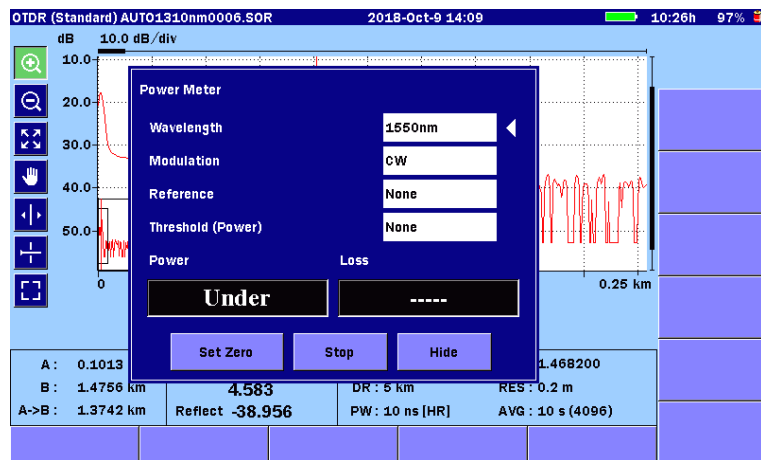 OTDR (Standard) AUTO1310nm0006.SOR 2018-Oct-9 14:09 10:26h 97%
dB 10.0 dB/div
10.0
Power Meter
20.0
Wavelength 1550nm
30.0
Modulation CW
40.0
Reference None
50.0
Threshold (Power) None
Power Loss
0 0.25 km
Under -----
Set Zero Stop Hide
A: 0.1013 1.468200
B: 1.4756 km 4.583 DR : 5 km RES : 0.2 m
A->B : 1.3742 km Reflect -38.956 PW : 10 ns [HR] AVG : 10 s (4096)